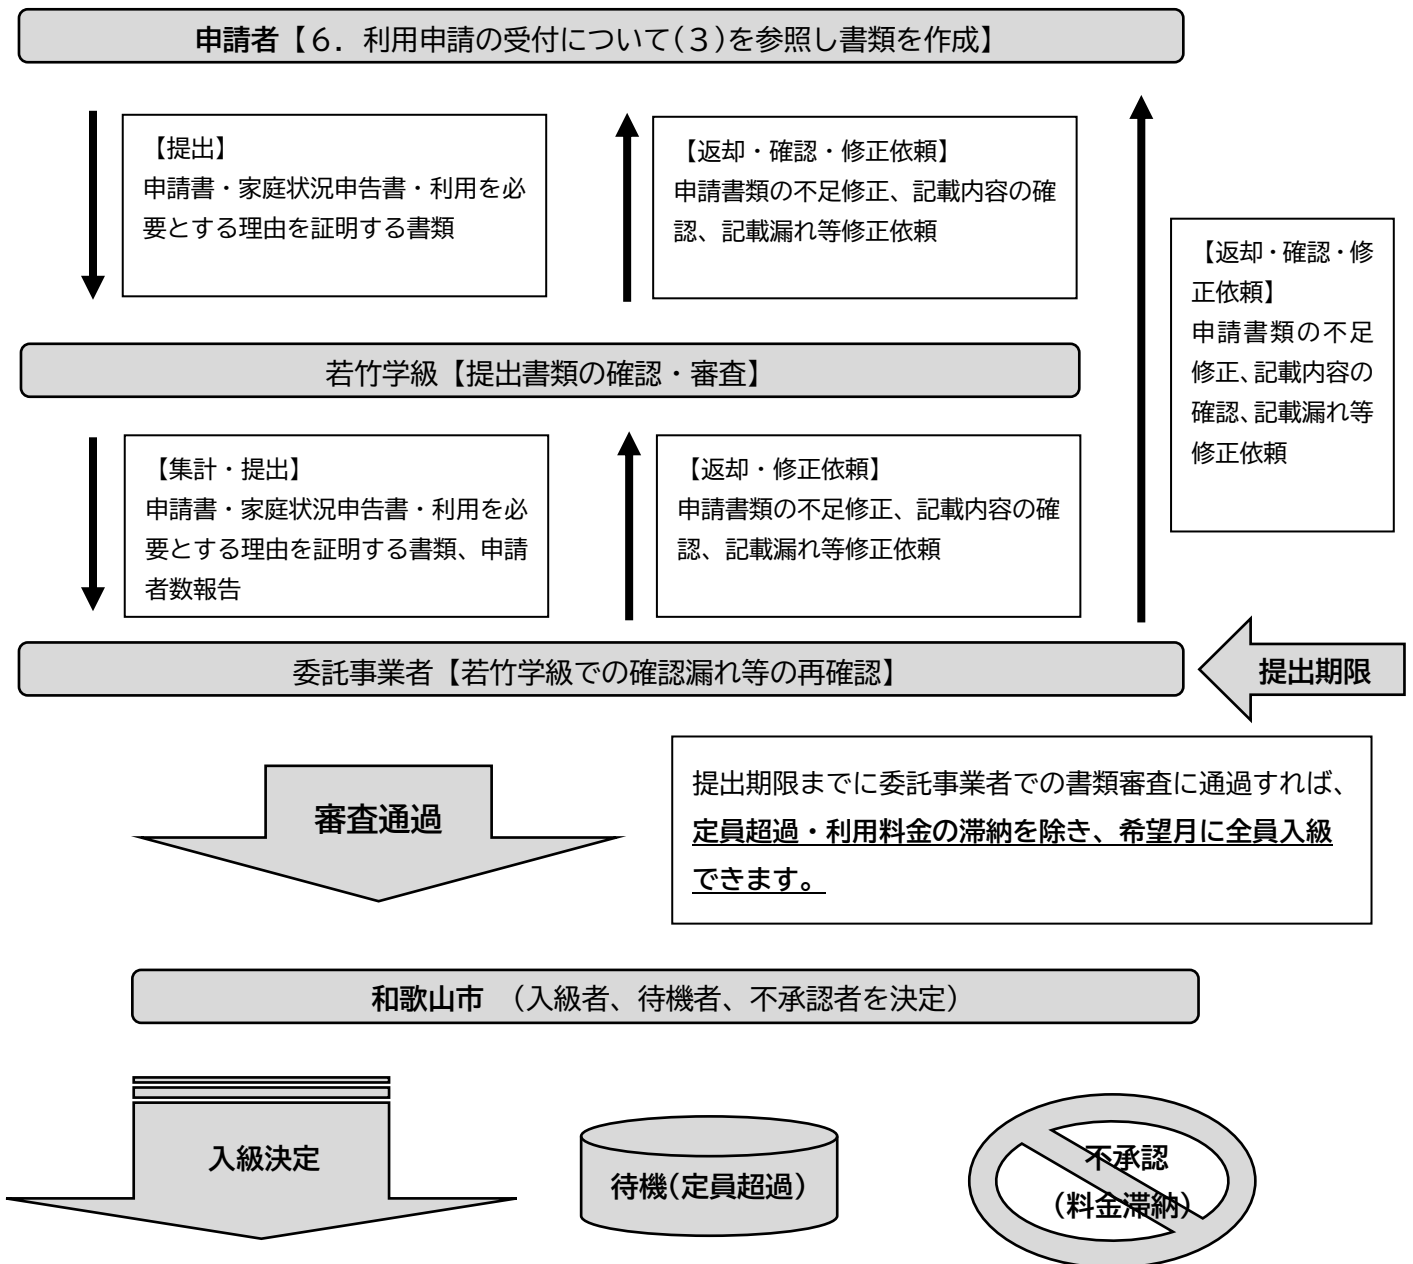 申請者【６．利用申請の受付について(３)を参照し書類を作成】
【提出】
申請書・家庭状況申告書・利用を必
要とする理由を証明する書類
【返却・確認・修正依頼】
申請書類の不足修正、記載内容の確
認、記載漏れ等修正依頼
【返却・確認・修
正依頼】
申請書類の不足
修正、記載内容の
確認、記載漏れ等
修正依頼
若竹学級【提出書類の確認・審査】
【集計・提出】
申請書・家庭状況申告書・利用を必
要とする理由を証明する書類、申請
者数報告
【返却・修正依頼】
申請書類の不足修正、記載内容の確
認、記載漏れ等修正依頼
委託事業者【若竹学級での確認漏れ等の再確認】
提出期限
審査通過
提出期限までに委託事業者での書類審査に通過すれば、
定員超過・利用料金の滞納を除き、希望月に全員入級
できます。
和歌山市　（入級者、待機者、不承認者を決定）
入級決定
待機(定員超過)
不承認
（料金滞納）